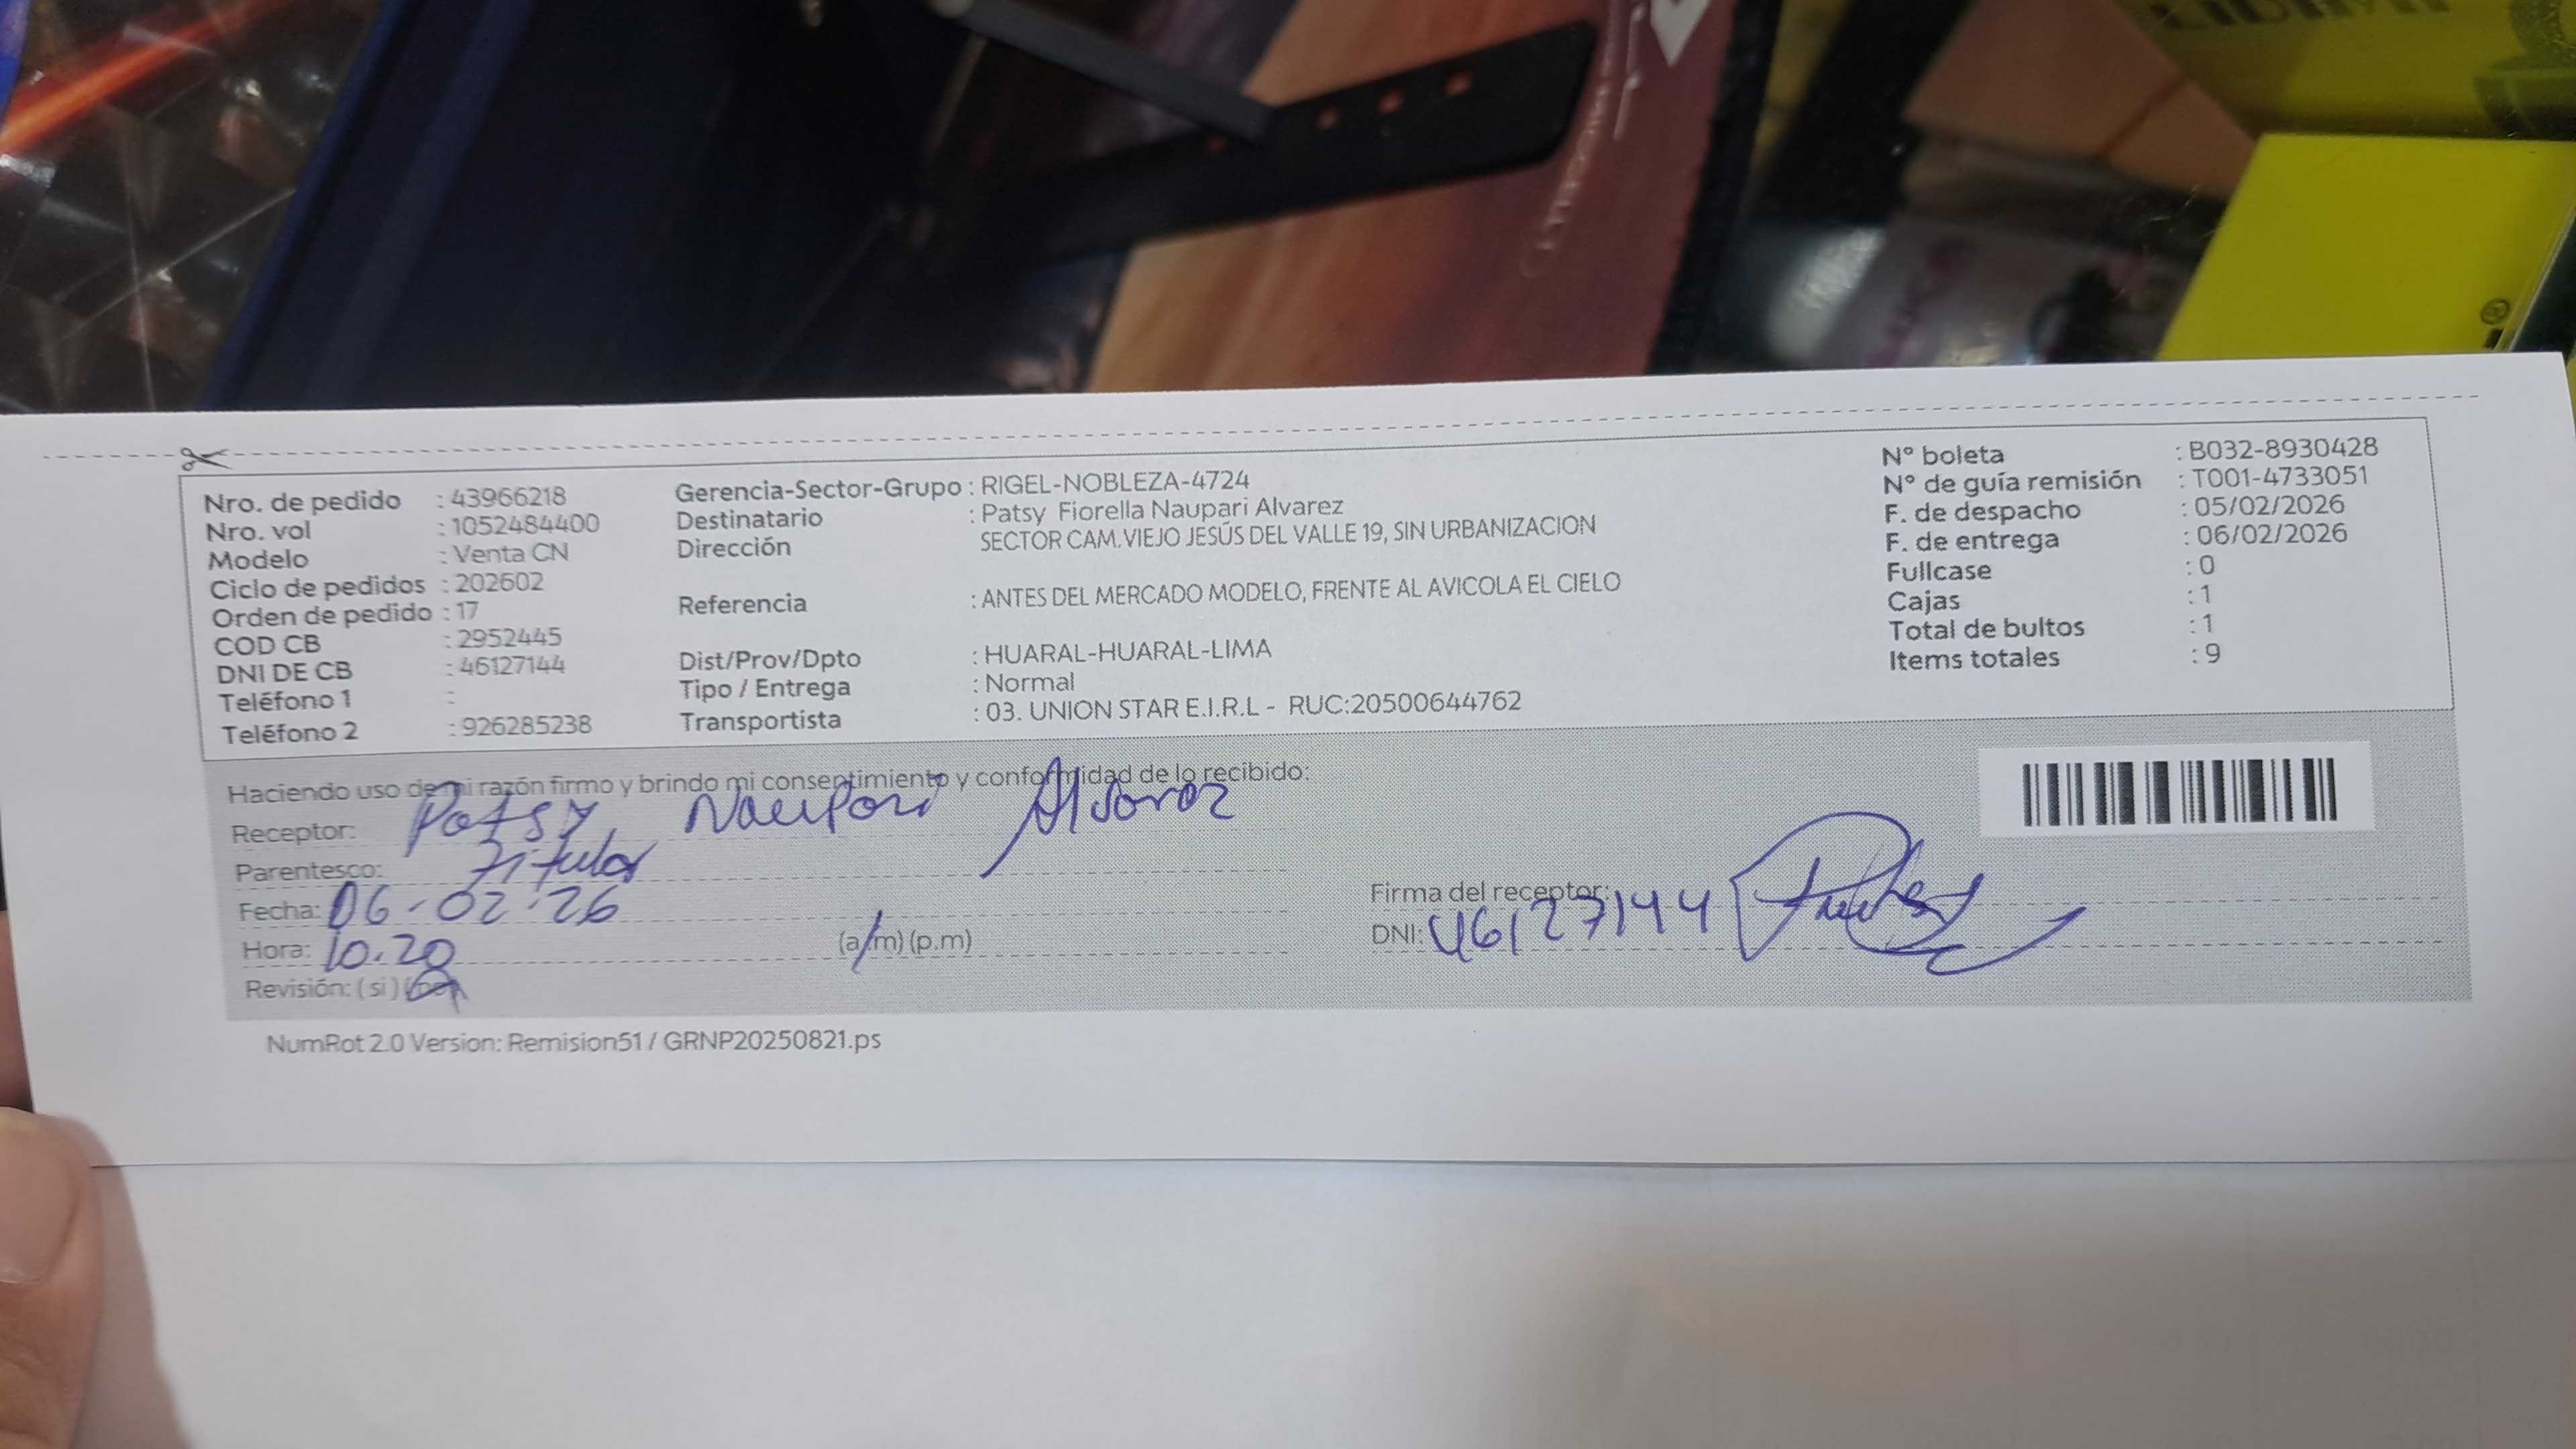 Nro. de pedido : 43966218
Nro. vol : 1052484400
Modelo : Venta CN
Ciclo de pedidos : 202602
Orden de pedido : 17
COD CB : 2952445
DNI DE CB : 46127144
Teléfono 1 :
Teléfono 2 : 926285238
Gerencia-Sector-Grupo : RIGEL-NOBLEZA-4724
Destinatario : Patsy Fiorella Naupari Alvarez
Dirección SECTOR CAM.VIEJO JESÚS DEL VALLE 19, SIN URBANIZACION
Referencia : ANTES DEL MERCADO MODELO, FRENTE AL AVICOLA EL CIELO
Dist/Prov/Dpto : HUARAL-HUARAL-LIMA
Tipo / Entrega : Normal
Transportista : 03. UNION STAR E.I.R.L - RUC:20500644762
N° boleta : B032-8930428
N° de guía remisión : T001-4733051
F. de despacho : 05/02/2026
F. de entrega : 06/02/2026
Fullcase : 0
Cajas : 1
Total de bultos : 1
Items totales : 9
Haciendo uso de mi razón firmo y brindo mi consentimiento y conformidad de lo recibido:
Receptor: Patsy Naupari Alvarez
Parentesco: Titular
Fecha: 06-02-26
Hora: 10.20 (a.m) (p.m)
Revisión: ( si ) (no)
Firma del receptor:
DNI: 46127144
NumRot 2.0 Version: Remision51 / GRNP20250821.ps